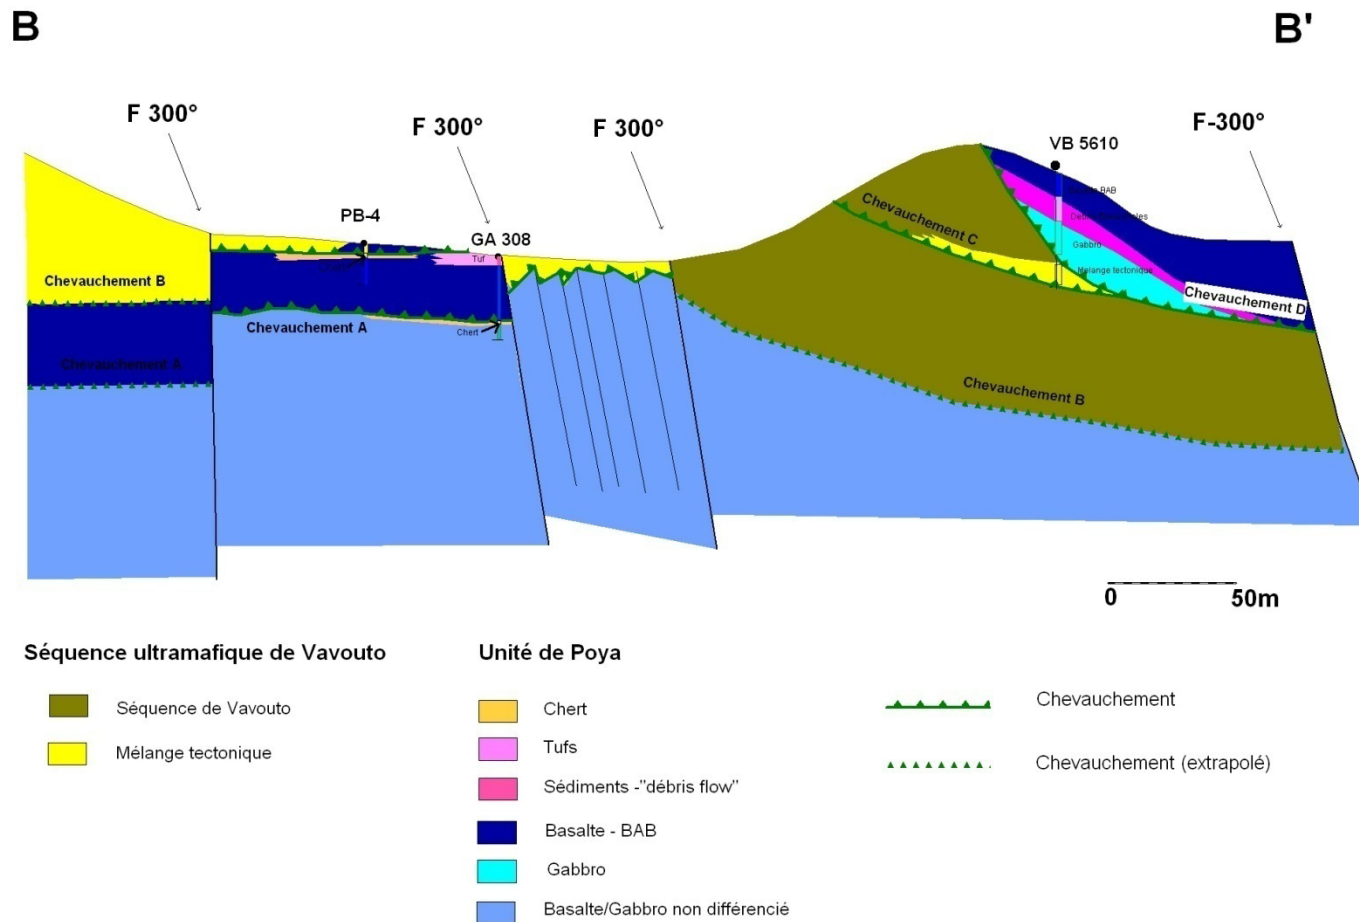 B
B'
F 300°
F 300°
F 300°
F-300°
PB-4
GA 308
VB 5610
Tuf
Basalte BAB
Gabbro
Mélange tectonique
Chevauchement C
Chevauchement B
Chevauchement D
Chevauchement A
Chert
Chevauchement A
Chevauchement B
0 50m
Séquence ultramafique de Vavouto
Séquence de Vavouto
Mélange tectonique
Unité de Poya
Chert
Tufs
Sédiments -"débris flow"
Basalte - BAB
Gabbro
Basalte/Gabbro non différencié
Chevauchement
Chevauchement (extrapolé)